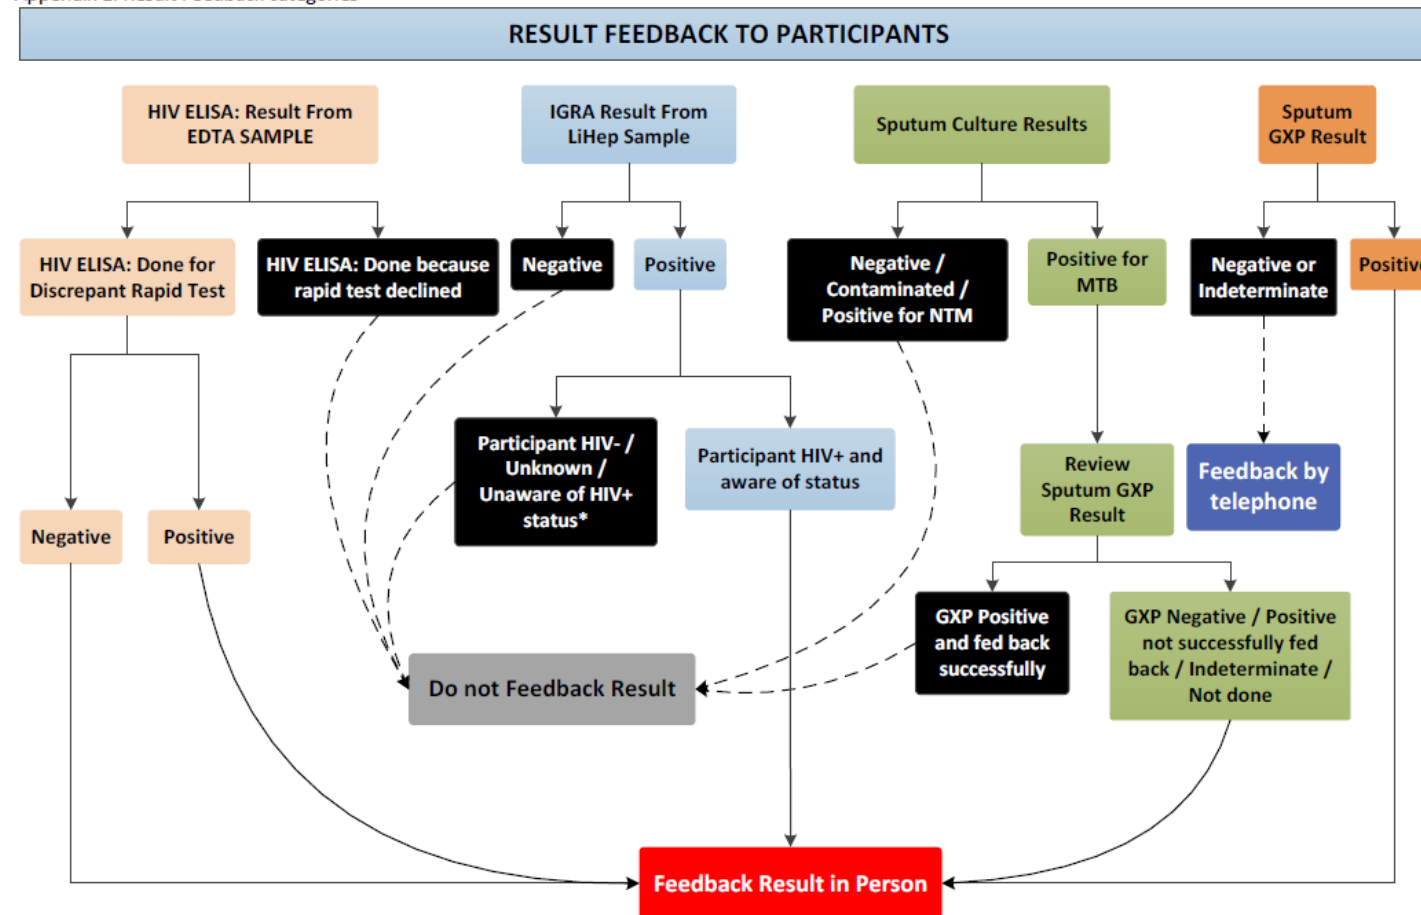 RESULT FEEDBACK TO PARTICIPANTS
HIV ELISA: Result From
EDTA SAMPLE
IGRA Result From
LiHep Sample
Sputum Culture Results
Sputum
GXP Result
HIV ELISA: Done for
Discrepant Rapid Test
HIV ELISA: Done because
rapid test declined
Negative
Positive
Negative /
Contaminated /
Positive for NTM
Positive for
MTB
Negative or
Indeterminate
Positive
Participant HIV- /
Unknown /
Unaware of HIV+
status*
Participant HIV+ and
aware of status
Review
Sputum GXP
Result
Feedback by
telephone
Negative
Positive
GXP Positive
and fed back
successfully
GXP Negative / Positive
not successfully fed
back / Indeterminate /
Not done
Do not Feedback Result
Feedback Result in Person